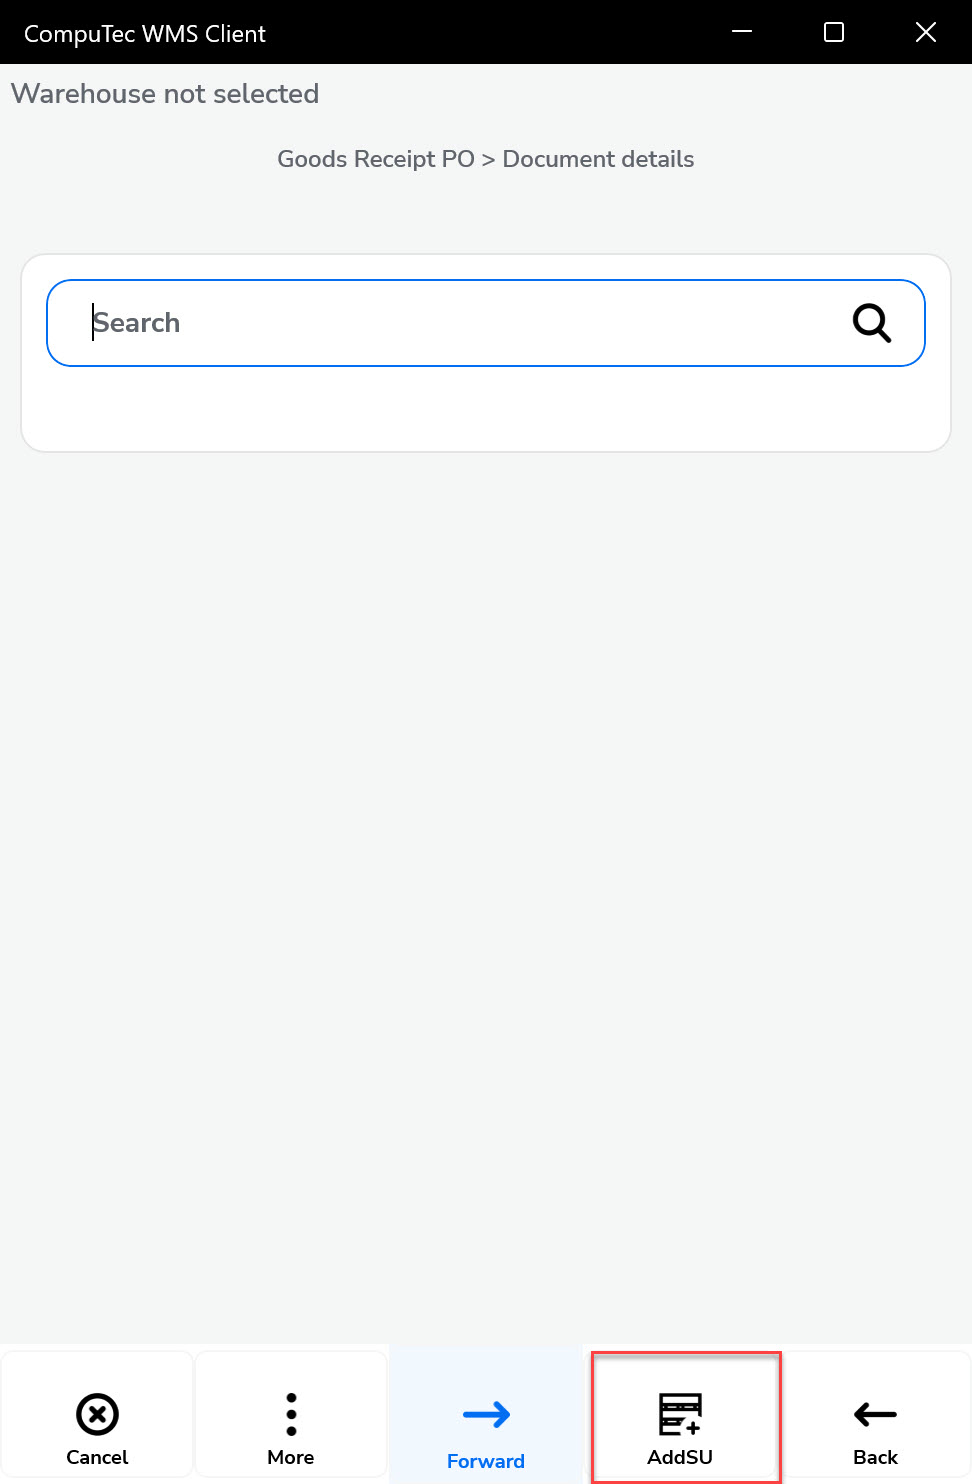 CompuTec WMS Client
Warehouse not selected
Goods Receipt PO > Document details
Search
Cancel
More
Forward
AddSU
Back